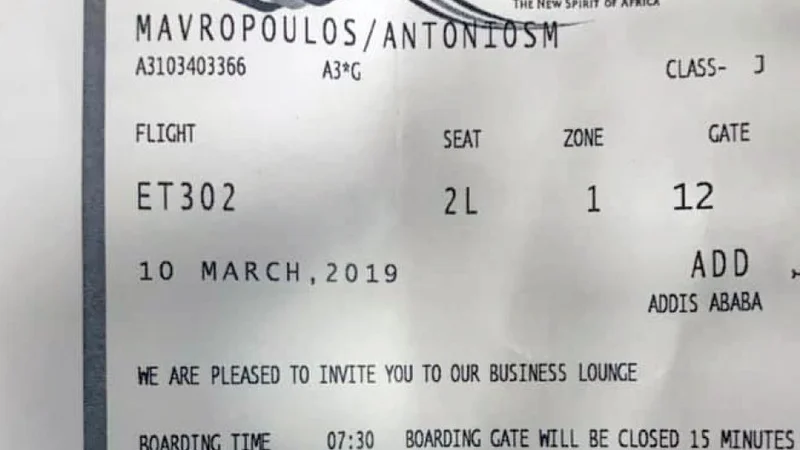 THE NEW SPIRIT OF AFRICA
MAVROPOULOS/ANTONIOSM
A3103403366 A3*G CLASS- J
FLIGHT SEAT ZONE GATE
ET302 2L 1 12
10 MARCH,2019 ADD
ADDIS ABABA
WE ARE PLEASED TO INVITE YOU TO OUR BUSINESS LOUNGE
BOARDING TIME 07:30 BOARDING GATE WILL BE CLOSED 15 MINUTES